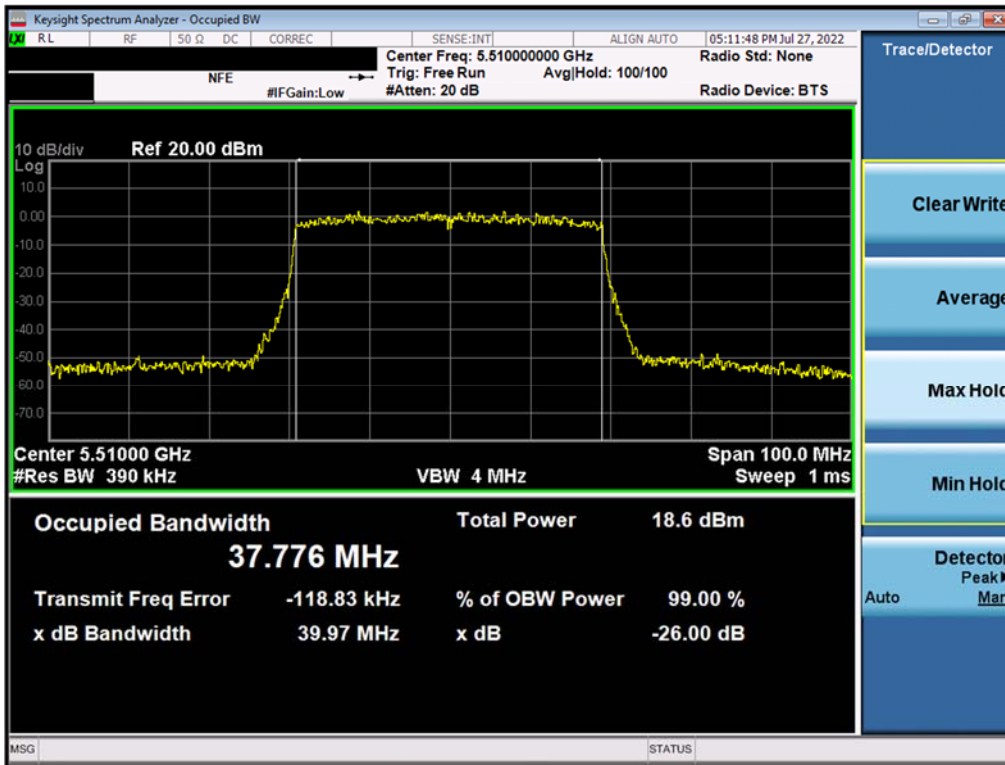 Keysight Spectrum Analyzer - Occupied BW
LXI RL RF 50 Ω DC CORREC SENSE:INT ALIGN AUTO 05:11:48 PM Jul 27, 2022
Center Freq: 5.510000000 GHz Radio Std: None
NFE Trig: Free Run Avg|Hold: 100/100
#IFGain:Low #Atten: 20 dB Radio Device: BTS
Trace/Detector
10 dB/div Ref 20.00 dBm
Log
10.0
0.00
-10.0
-20.0
-30.0
-40.0
-50.0
60.0
-70.0
Center 5.51000 GHz Span 100.0 MHz
#Res BW 390 kHz VBW 4 MHz Sweep 1 ms
Occupied Bandwidth Total Power 18.6 dBm
37.776 MHz
Transmit Freq Error -118.83 kHz % of OBW Power 99.00 %
x dB Bandwidth 39.97 MHz x dB -26.00 dB
Clear Write
Average
Max Hold
Min Hold
Detector
Peak
Auto Man
MSG STATUS